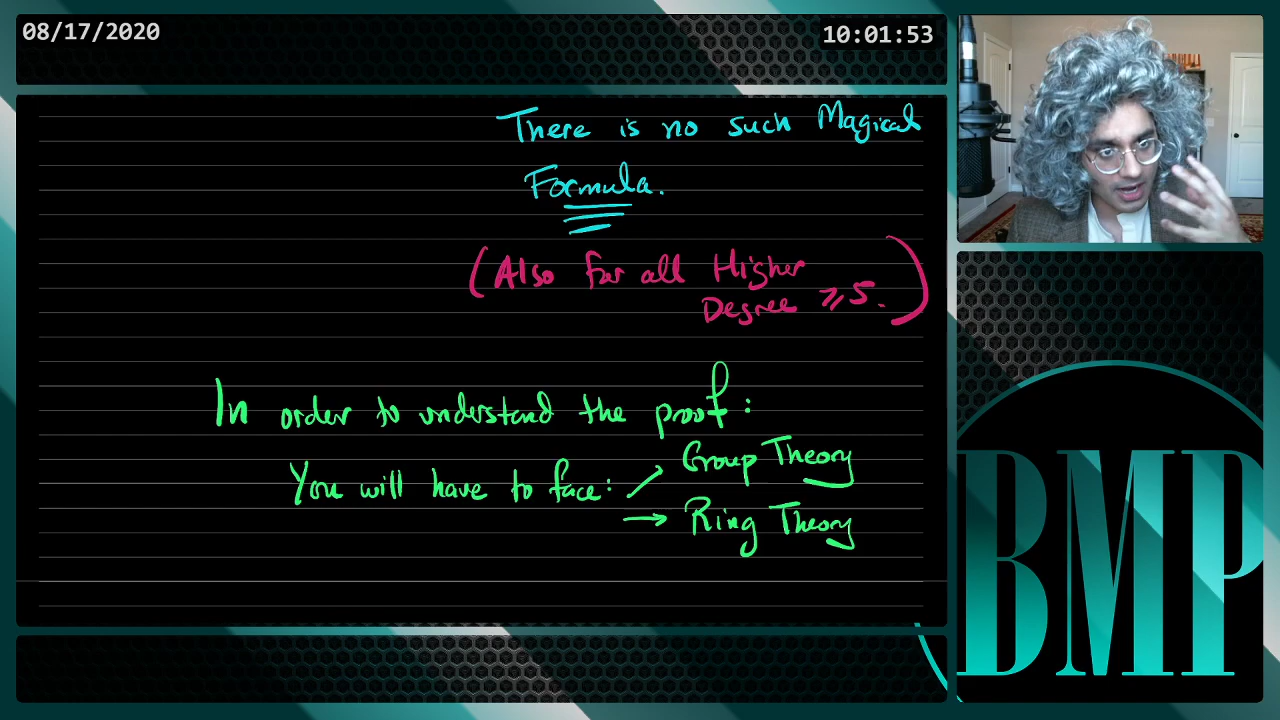 08/17/2020
10:01:53
There is no such Magical
Formula.
(Also for all Higher
Degree ⩾5.)
In order to understand the proof:
You will have to face: → Group Theory
→ Ring Theory
BMP